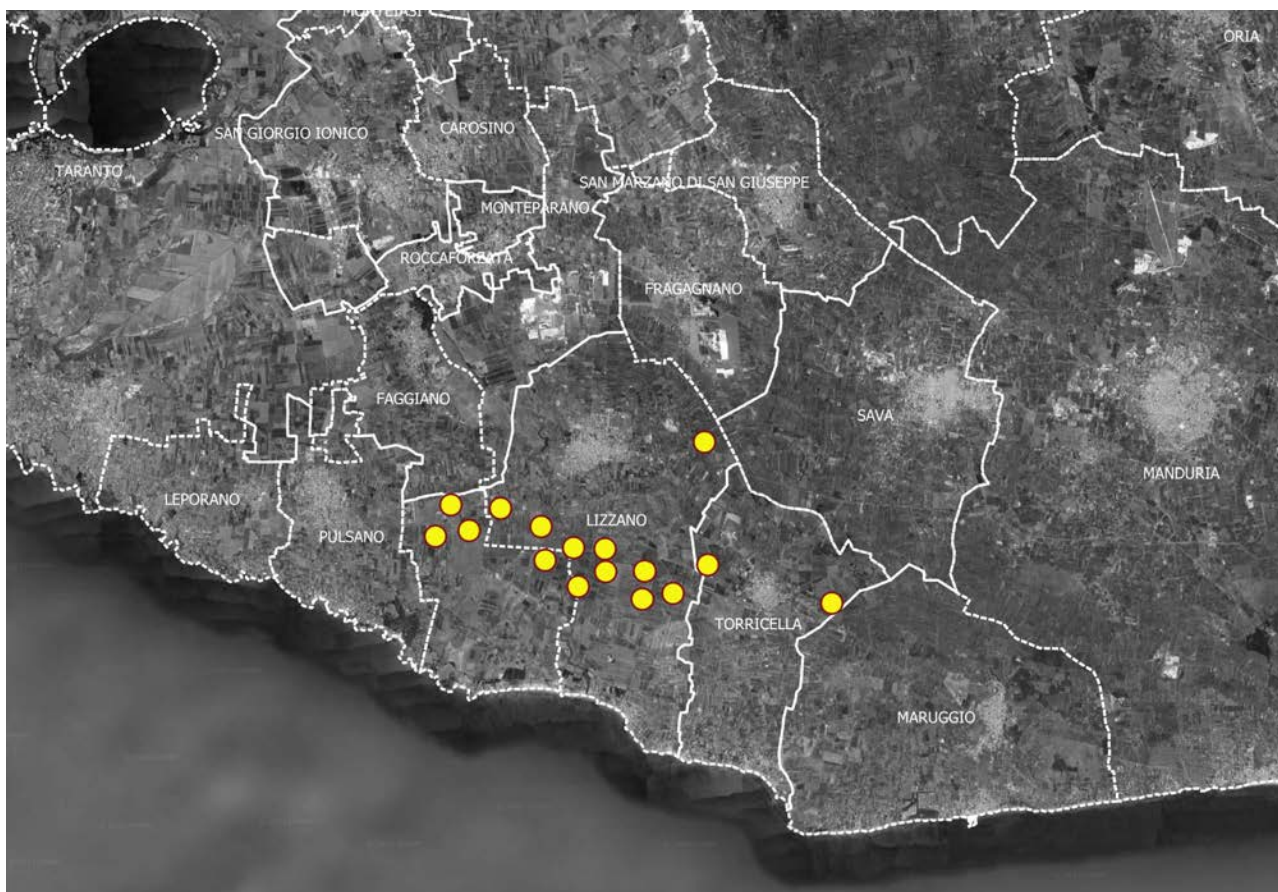 ORIA
SAN GIORGIO IONICO
CAROSINO
TARANTO
SAN MARZANO DI SAN GIUSEPPE
MONTEPARANO
ROCCAFORZATA
FRAGAGNANO
FAGGIANO
SAVA
MANDURIA
LEPORANO
LIZZANO
PULSANO
TORRICELLA
MARUGGIO